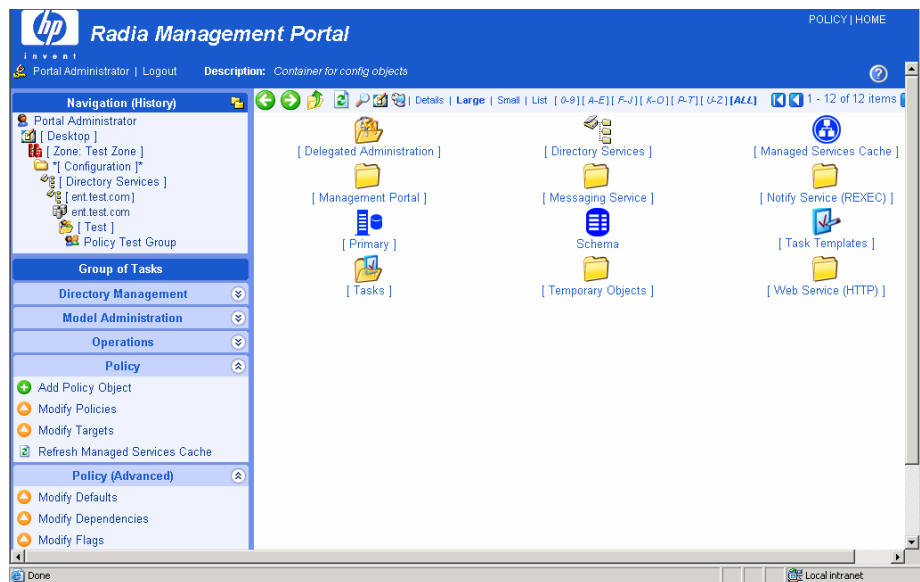 POLICY | HOME
hp
invent
Radia Management Portal
Portal Administrator | Logout Description: Container for config objects
Navigation (History)
Portal Administrator
[ Desktop ]
[ Zone: Test Zone ]
*[ Configuration ]*
[ Directory Services ]
[ ent.test.com ]
ent.test.com
[ Test ]
Policy Test Group
Group of Tasks
Directory Management
Model Administration
Operations
Policy
Add Policy Object
Modify Policies
Modify Targets
Refresh Managed Services Cache
Policy (Advanced)
Modify Defaults
Modify Dependencies
Modify Flags
| Details | Large | Small | List [ 0-9 ] [ A-E ] [ F-J ] [ K-O ] [ P-T ] [ U-Z ] [ALL] 1 - 12 of 12 items
[ Delegated Administration ] [ Directory Services ] [ Managed Services Cache ]
[ Management Portal ] [ Messaging Service ] [ Notify Service (REXEC) ]
[ Primary ] Schema [ Task Templates ]
[ Tasks ] [ Temporary Objects ] [ Web Service (HTTP) ]
Done Local intranet